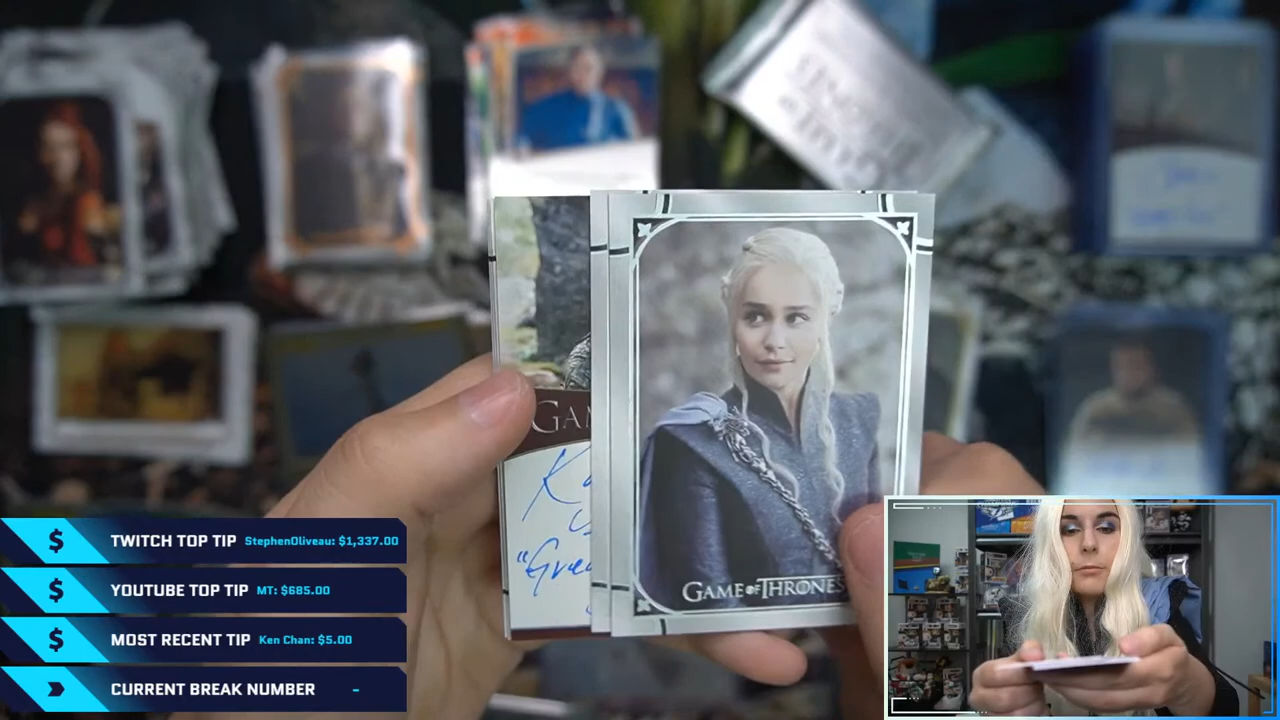 GAME OF THRONES
"Gree
TWITCH TOP TIP StephenOliveau: $1,337.00
YOUTUBE TOP TIP MT: $685.00
MOST RECENT TIP Ken Chan: $5.00
CURRENT BREAK NUMBER -